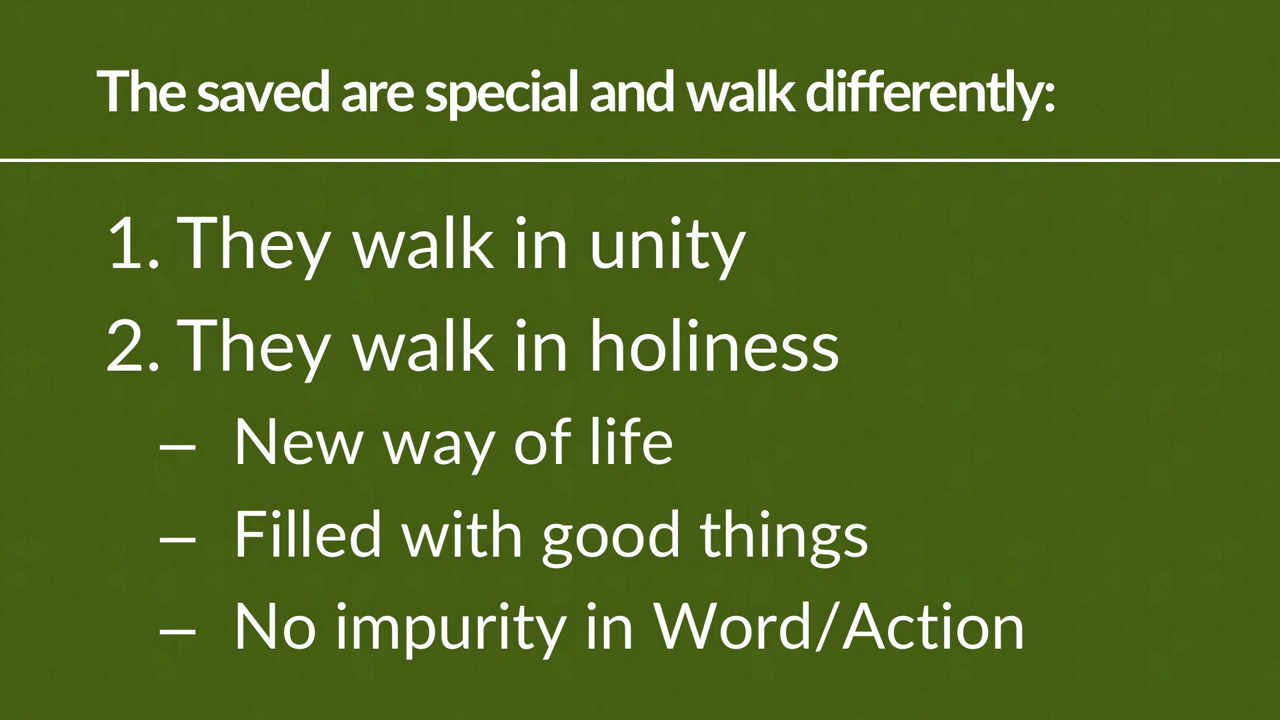 The saved are special and walk differently:
1. They walk in unity
2. They walk in holiness
– New way of life
– Filled with good things
– No impurity in Word/Action